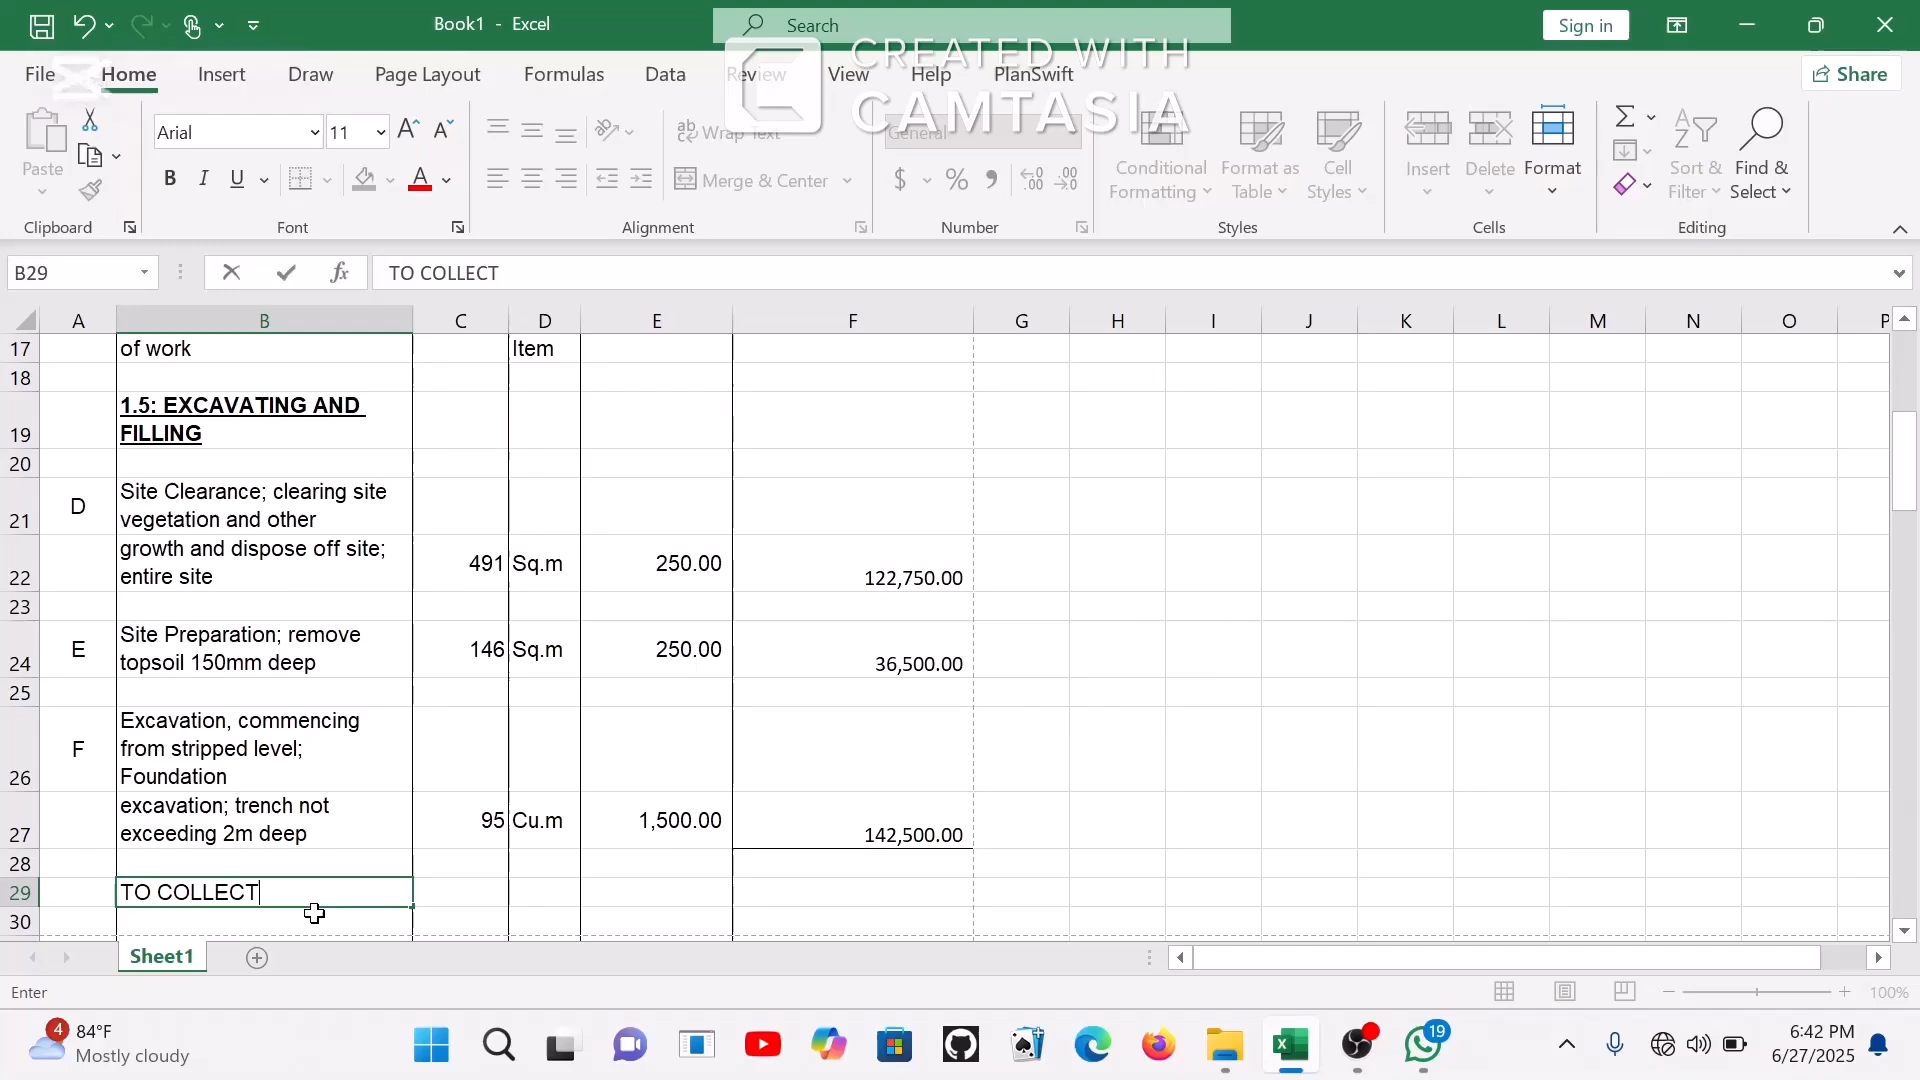 Book1 - Excel
Search
Sign in
File
Home
Insert
Draw
Page Layout
Formulas
Data
Review
View
Help
PlanSwift
Share
CREATED WITH
CAMTASIA
Paste
Clipboard
Arial
11
B I U
Font
Wrap Text
Merge & Center
Alignment
General
$ % ,
Number
Conditional
Formatting
Format as
Table
Cell
Styles
Styles
Insert
Delete
Format
Cells
Sort &
Filter
Find &
Select
Editing
B29
fx
TO COLLECT
A B C D E F G H I J K L M N O P
17 of work Item
18
1.5: EXCAVATING AND
19 FILLING
20
D Site Clearance; clearing site
21 vegetation and other
growth and dispose off site; 491 Sq.m 250.00
22 entire site 122,750.00
23
E Site Preparation; remove 146 Sq.m 250.00
24 topsoil 150mm deep 36,500.00
25
Excavation, commencing
F from stripped level;
26 Foundation
excavation; trench not 95 Cu.m 1,500.00
27 exceeding 2m deep 142,500.00
28
29 TO COLLECT
30
Sheet1
Enter
100%
4 84°F
Mostly cloudy
19
6:42 PM
6/27/2025